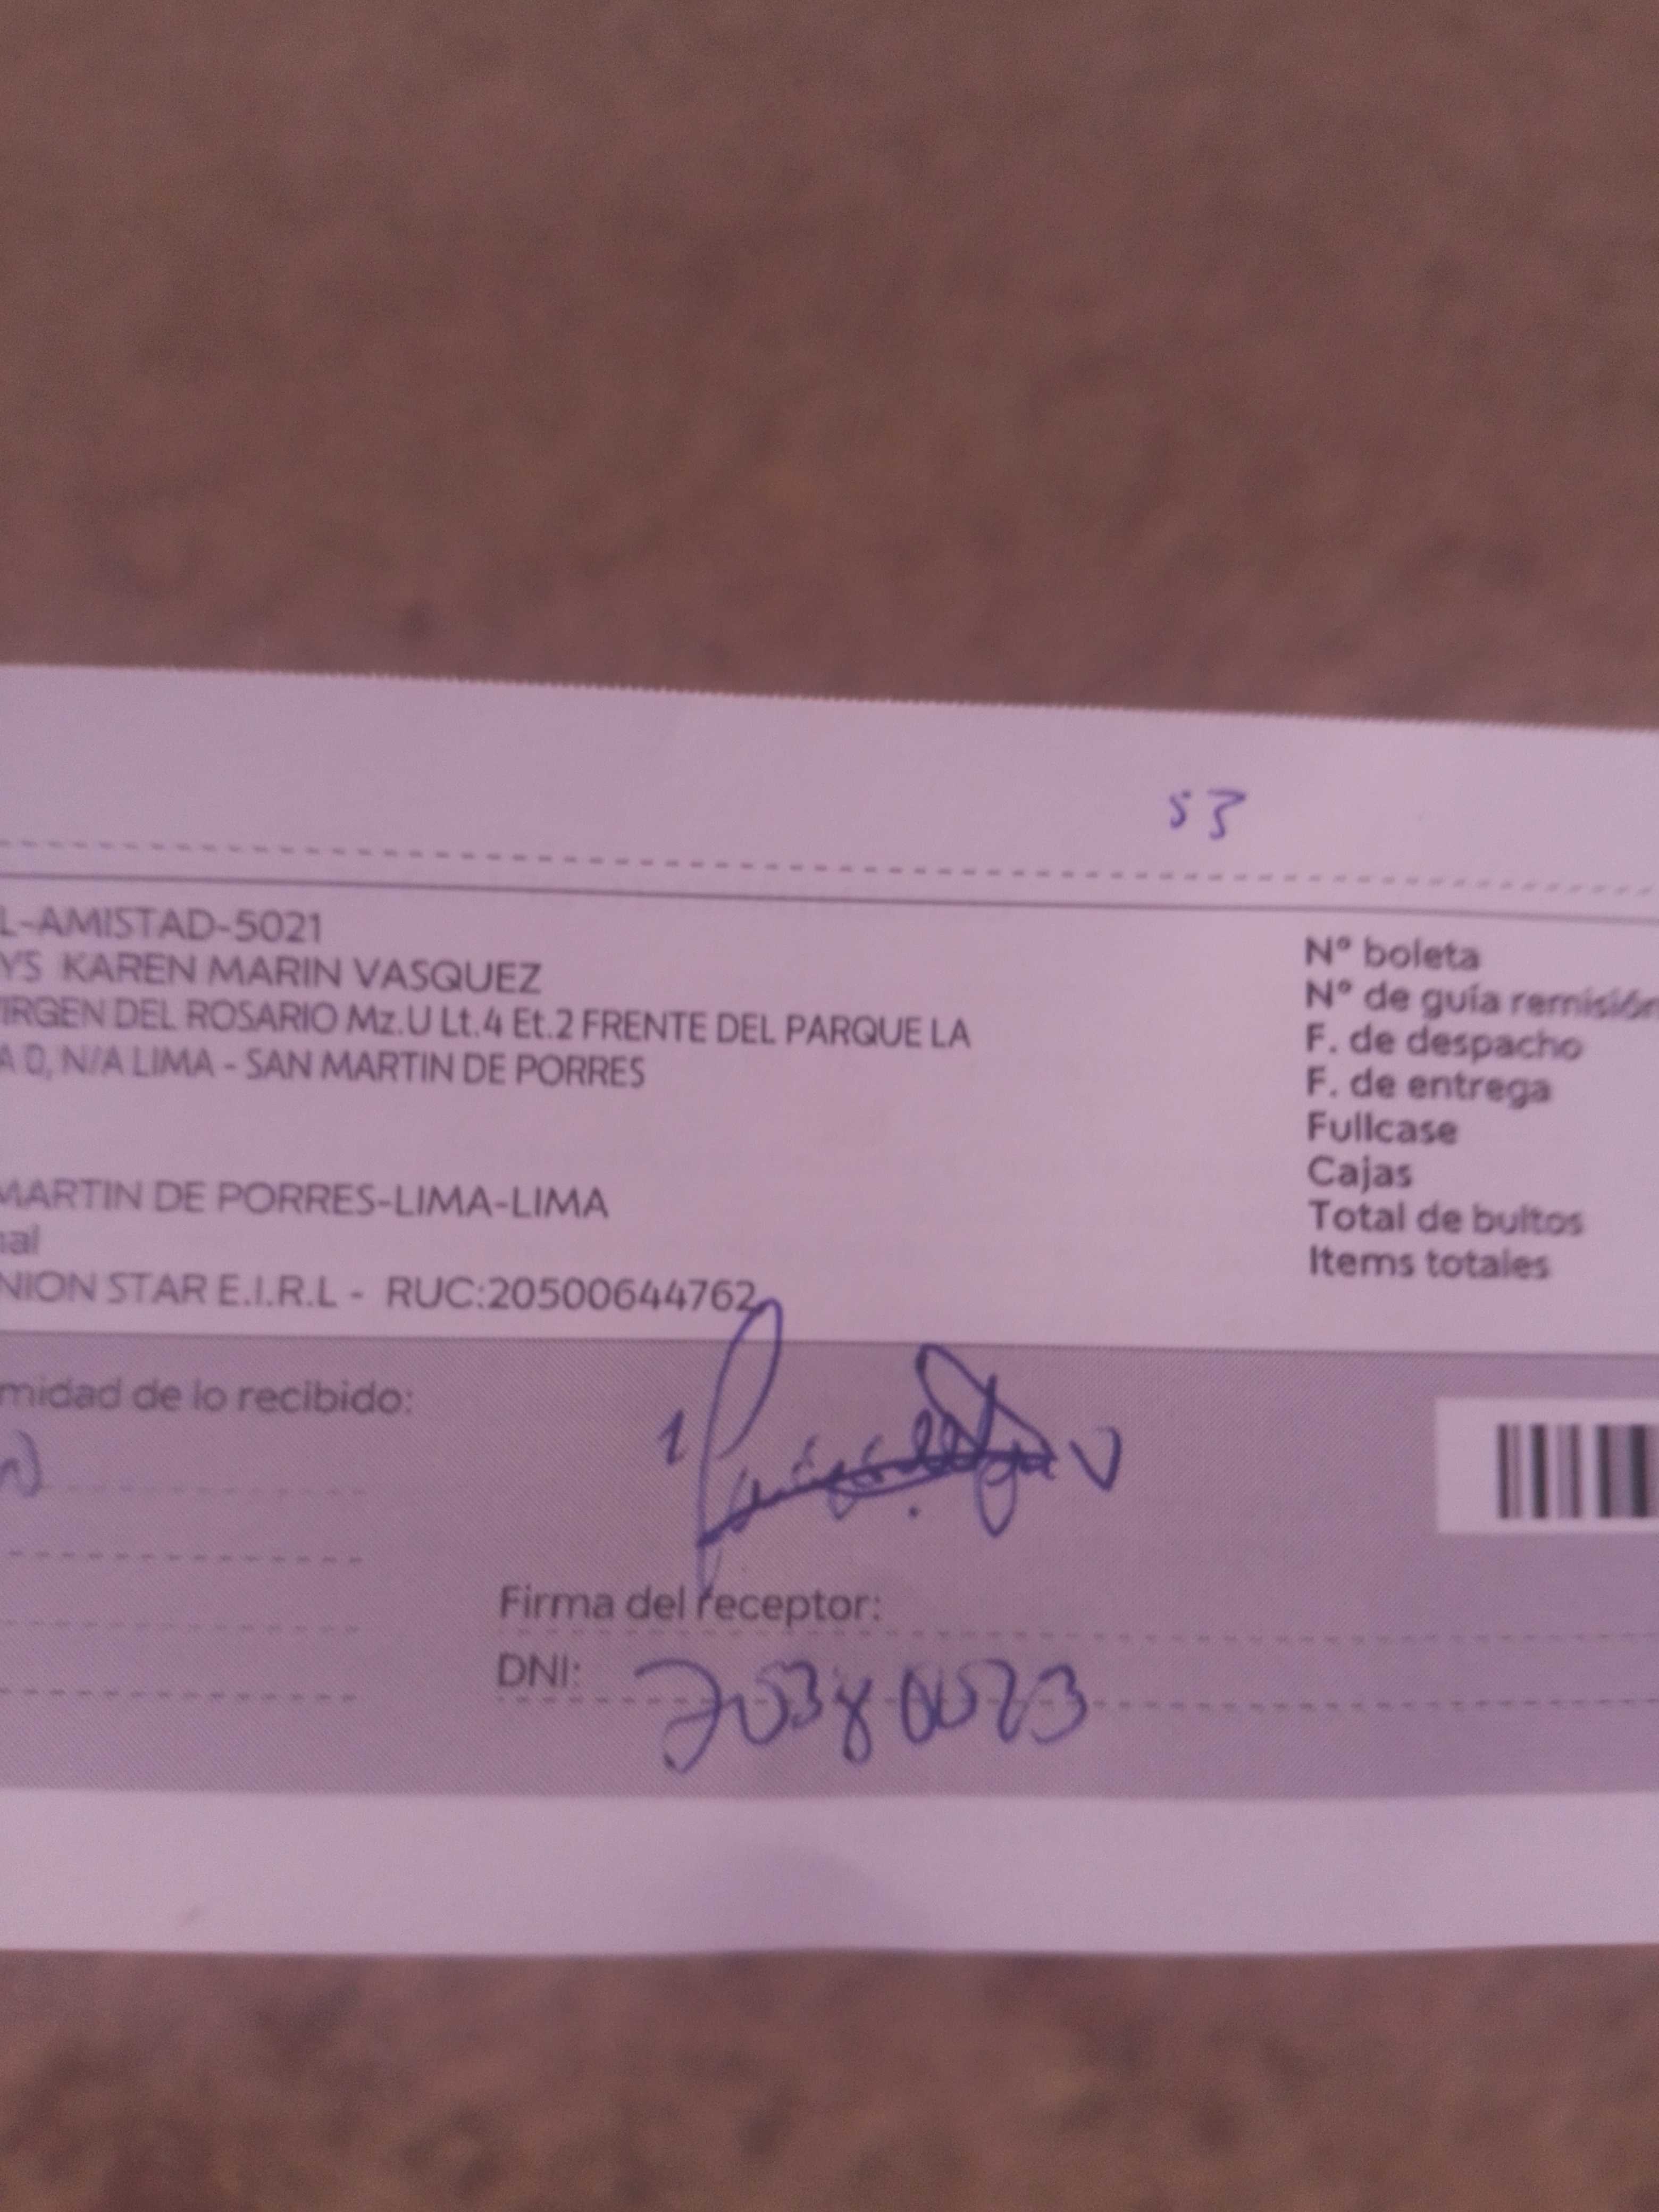 53
L-AMISTAD-5021
YS KAREN MARIN VASQUEZ
IRGEN DEL ROSARIO Mz.U Lt.4 Et.2 FRENTE DEL PARQUE LA
A 0, N/A LIMA - SAN MARTIN DE PORRES
MARTIN DE PORRES-LIMA-LIMA
nal
NION STAR E.I.R.L - RUC:20500644762
Nº boleta
Nº de guía remisión
F. de despacho
F. de entrega
Fullcase
Cajas
Total de bultos
Items totales
midad de lo recibido:
Firma del receptor:
DNI: